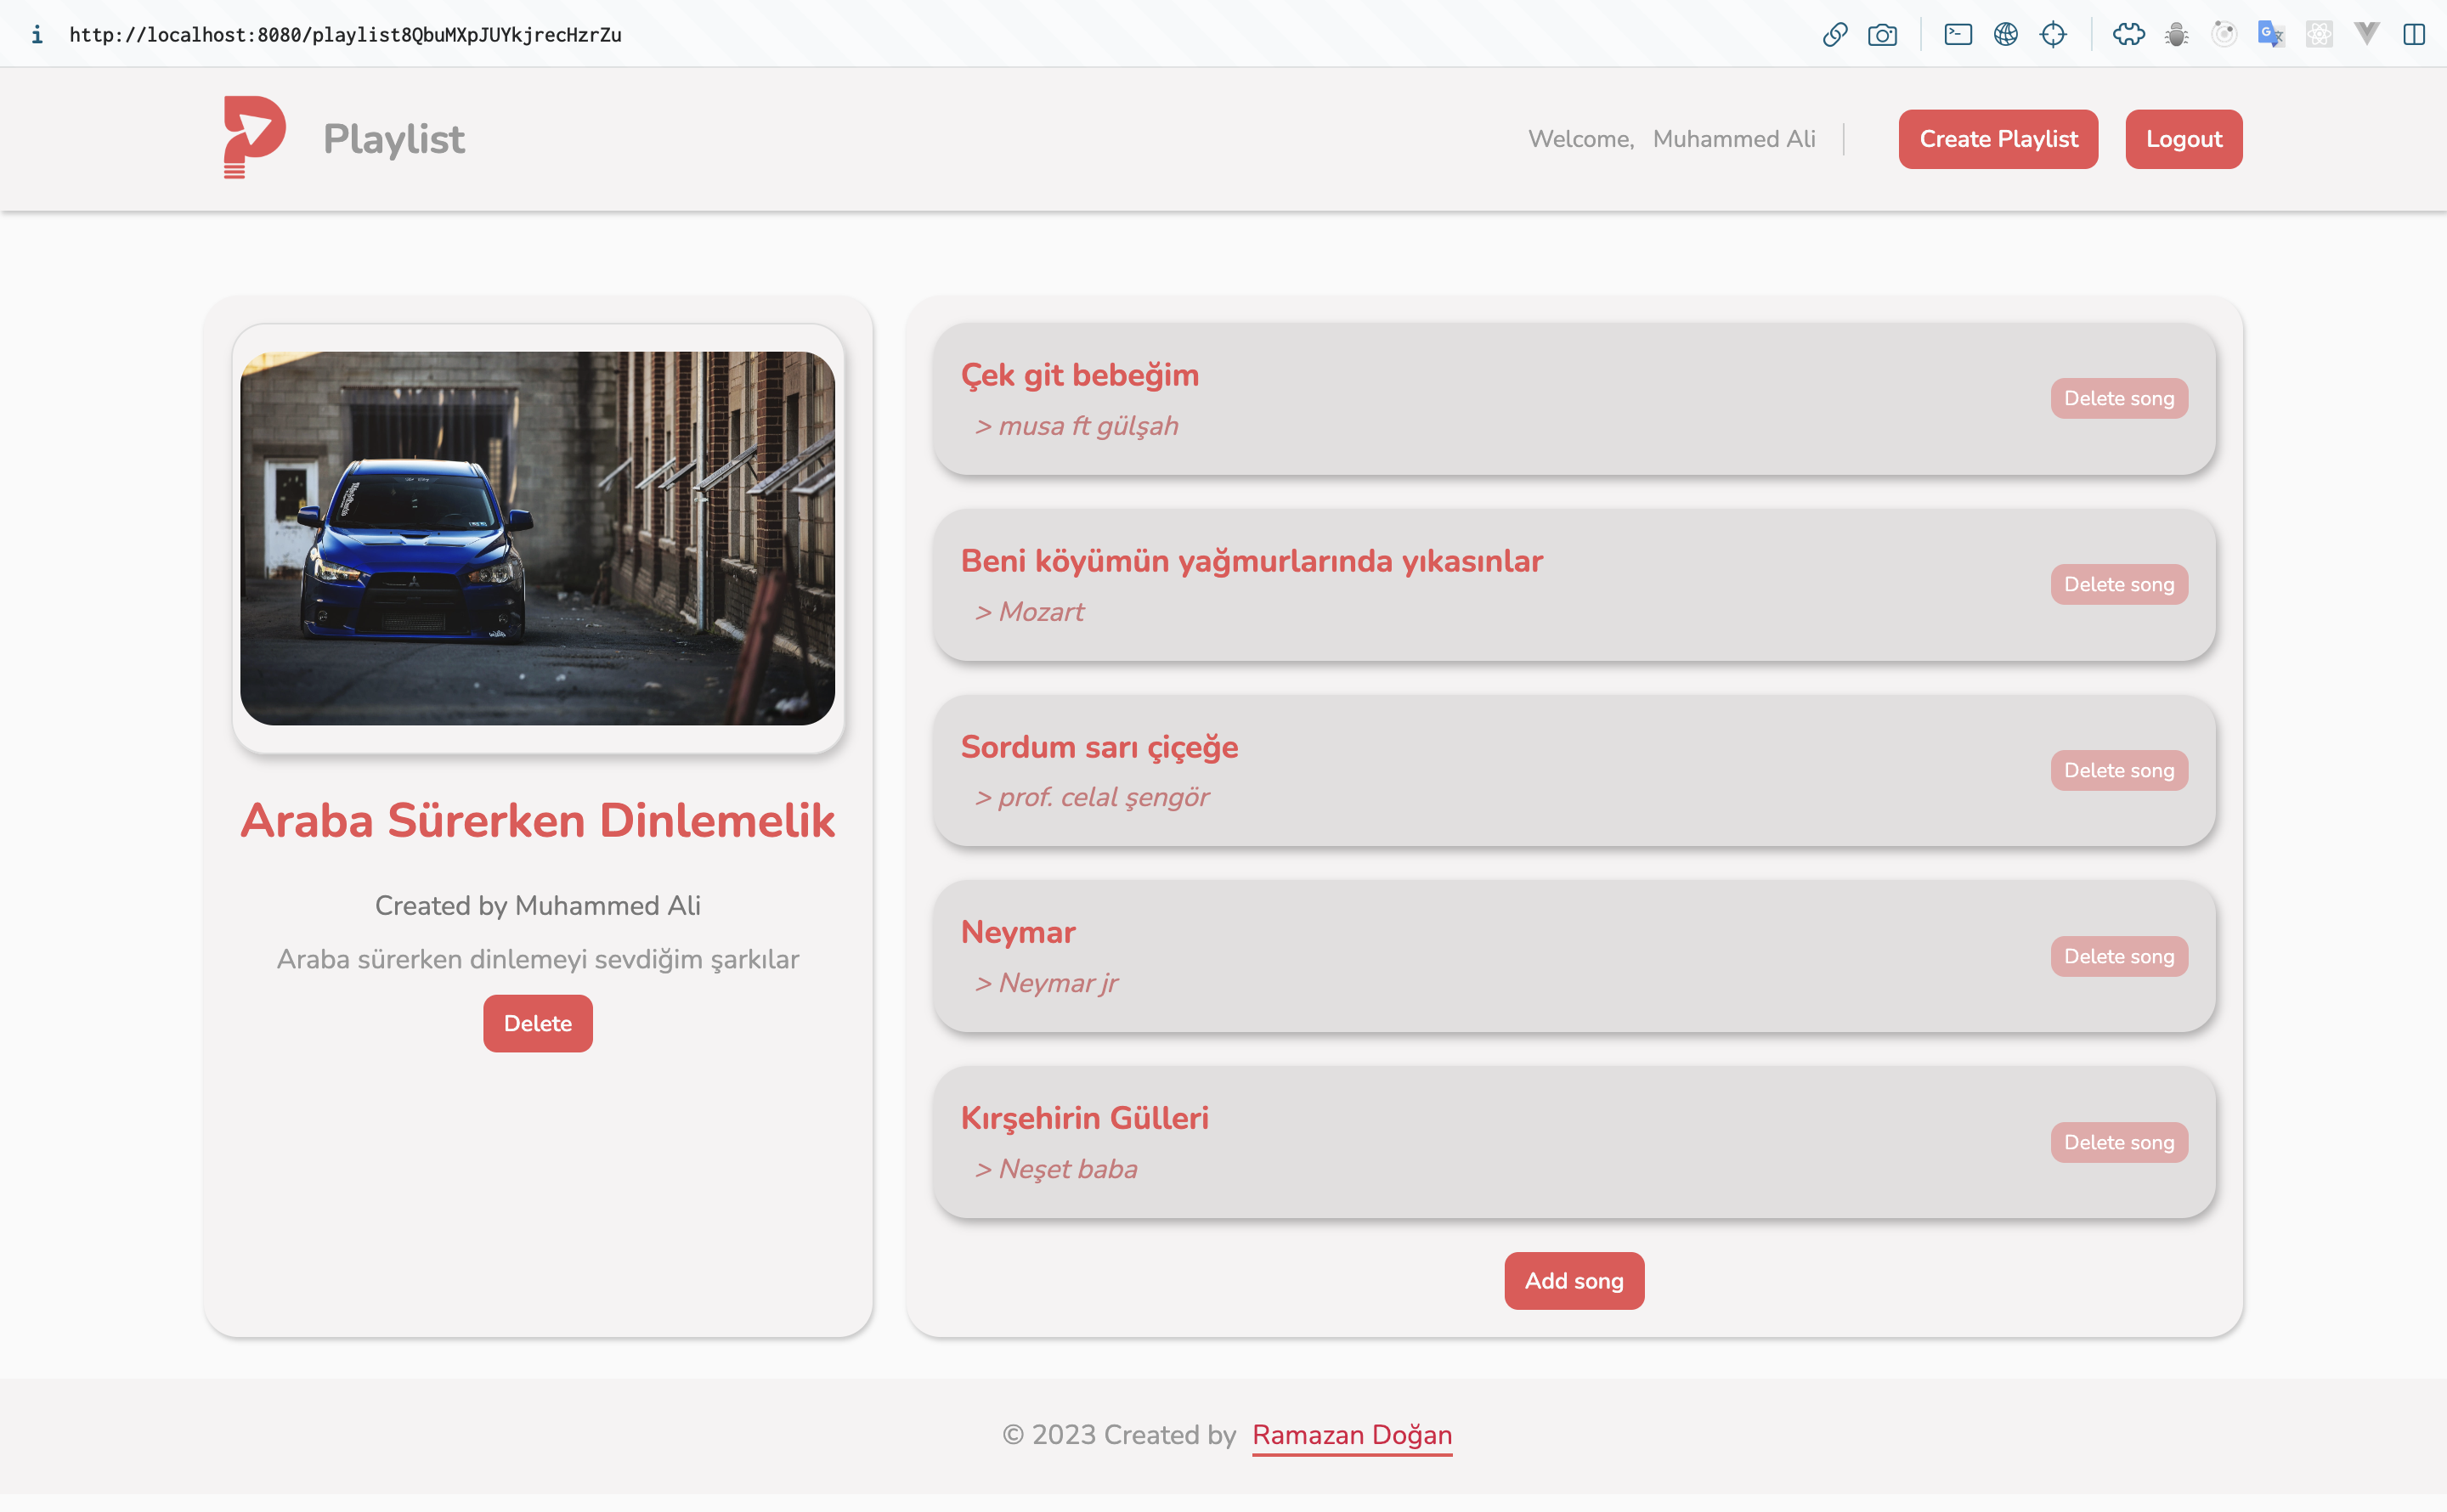 http://localhost:8080/playlist8QbuMXpJUYkjrecHzrZu
Playlist
Welcome, Muhammed Ali
Create Playlist
Logout
Araba Sürerken Dinlemelik
Created by Muhammed Ali
Araba sürerken dinlemeyi sevdiğim şarkılar
Delete
Çek git bebeğim
> musa ft gülşah
Delete song
Beni köyümün yağmurlarında yıkasınlar
> Mozart
Delete song
Sordum sarı çiçeğe
> prof. celal şengör
Delete song
Neymar
> Neymar jr
Delete song
Kırşehirin Gülleri
> Neşet baba
Delete song
Add song
© 2023 Created by Ramazan Doğan